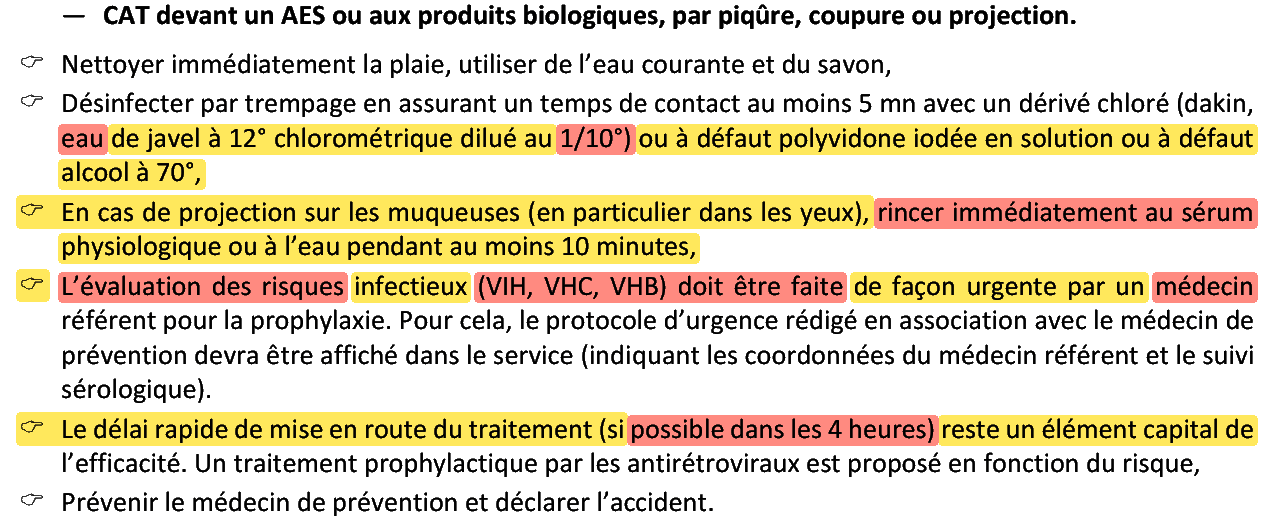 — CAT devant un AES ou aux produits biologiques, par piqûre, coupure ou projection.
☞ Nettoyer immédiatement la plaie, utiliser de l’eau courante et du savon,
☞ Désinfecter par trempage en assurant un temps de contact au moins 5 mn avec un dérivé chloré (dakin,
eau de javel à 12° chlorométrique dilué au 1/10°) ou à défaut polyvidone iodée en solution ou à défaut
alcool à 70°,
☞ En cas de projection sur les muqueuses (en particulier dans les yeux), rincer immédiatement au sérum
physiologique ou à l’eau pendant au moins 10 minutes,
☞ L’évaluation des risques infectieux (VIH, VHC, VHB) doit être faite de façon urgente par un médecin
référent pour la prophylaxie. Pour cela, le protocole d’urgence rédigé en association avec le médecin de
prévention devra être affiché dans le service (indiquant les coordonnées du médecin référent et le suivi
sérologique).
☞ Le délai rapide de mise en route du traitement (si possible dans les 4 heures) reste un élément capital de
l’efficacité. Un traitement prophylactique par les antirétroviraux est proposé en fonction du risque,
☞ Prévenir le médecin de prévention et déclarer l’accident.